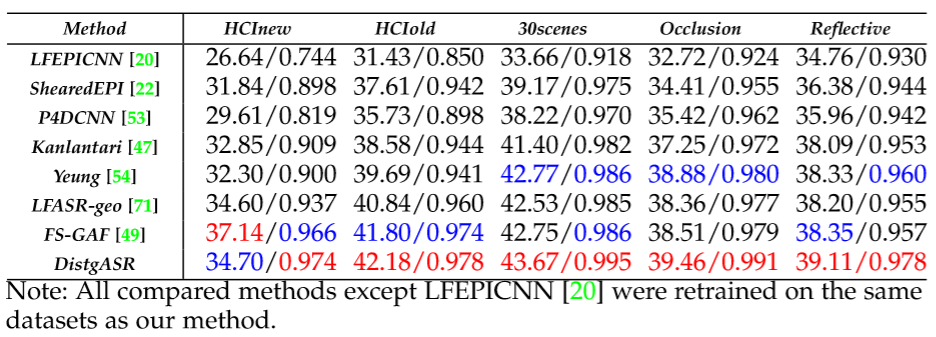 Method HCInew HCIold 30scenes Occlusion Reflective
LFEPICNN [20] 26.64/0.744 31.43/0.850 33.66/0.918 32.72/0.924 34.76/0.930
ShearedEPI [22] 31.84/0.898 37.61/0.942 39.17/0.975 34.41/0.955 36.38/0.944
P4DCNN [53] 29.61/0.819 35.73/0.898 38.22/0.970 35.42/0.962 35.96/0.942
Kanlantari [47] 32.85/0.909 38.58/0.944 41.40/0.982 37.25/0.972 38.09/0.953
Yeung [54] 32.30/0.900 39.69/0.941 42.77/0.986 38.88/0.980 38.33/0.960
LFASR-geo [71] 34.60/0.937 40.84/0.960 42.53/0.985 38.36/0.977 38.20/0.955
FS-GAF [49] 37.14/0.966 41.80/0.974 42.75/0.986 38.51/0.979 38.35/0.957
DistgASR 34.70/0.974 42.18/0.978 43.67/0.995 39.46/0.991 39.11/0.978
Note: All compared methods except LFEPICNN [20] were retrained on the same
datasets as our method.